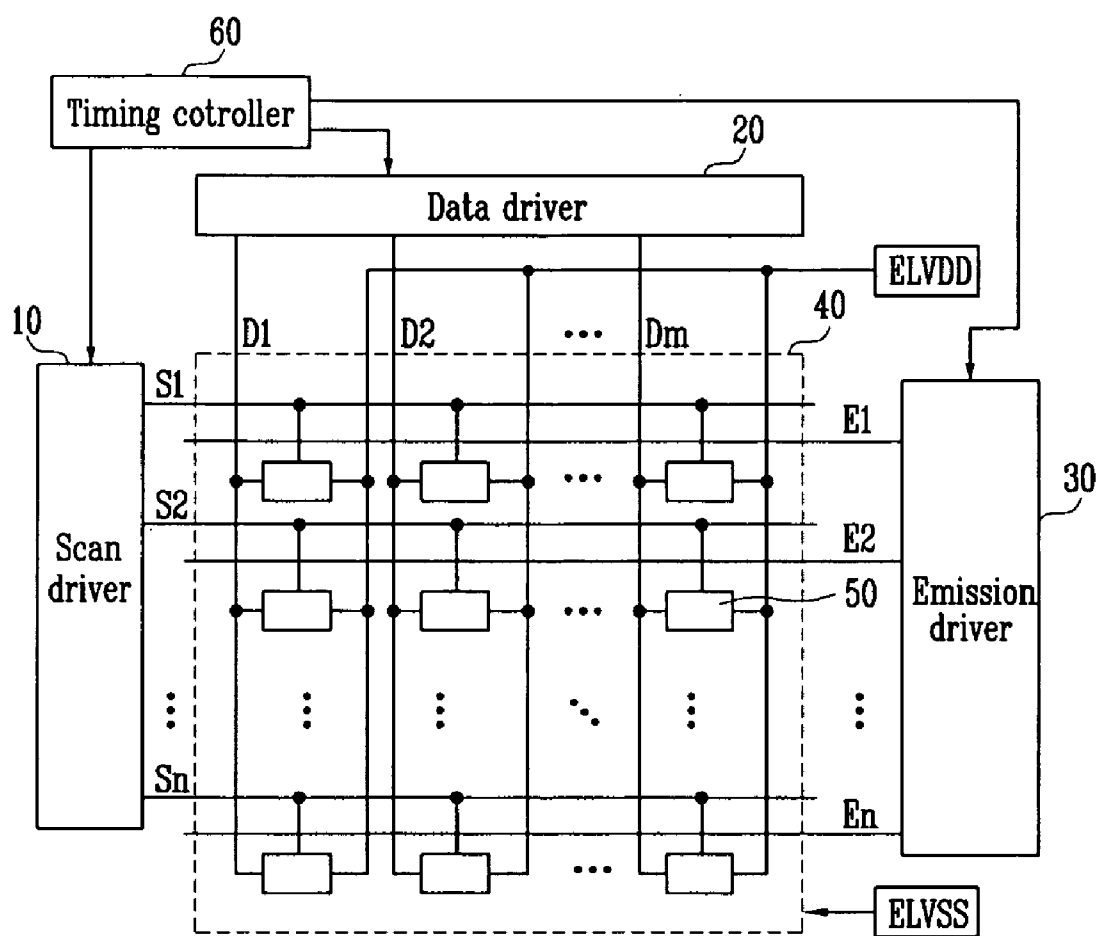 60
Timing cotroller
20
Data driver
ELVDD
10
D1
D2
Dm
40
S1
E1
30
S2
E2
Scan
driver
50
Emission
driver
Sn
En
ELVSS